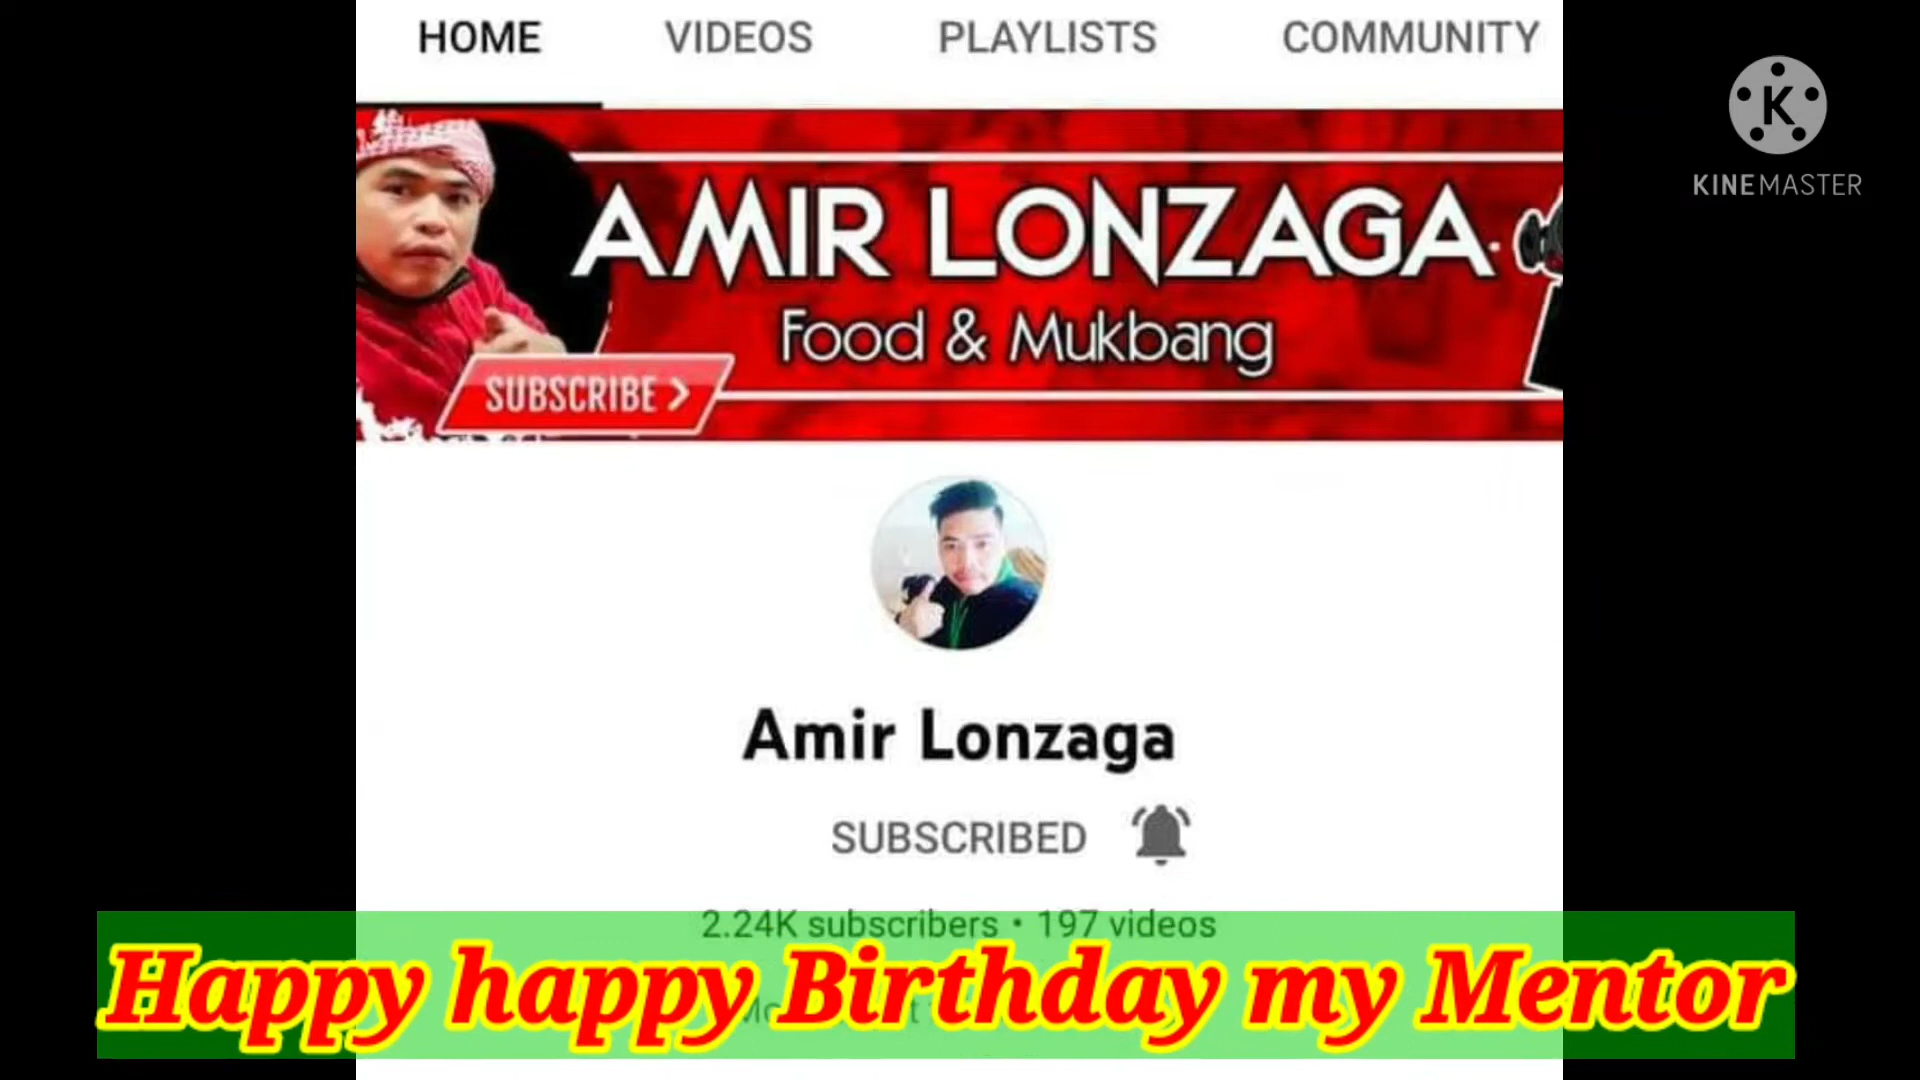 HOME VIDEOS PLAYLISTS COMMUNITY
K
KINEMASTER
AMIR LONZAGA
Food & Mukbang
SUBSCRIBE >
Amir Lonzaga
SUBSCRIBED
2.24K subscribers • 197 videos
Happy happy Birthday my Mentor